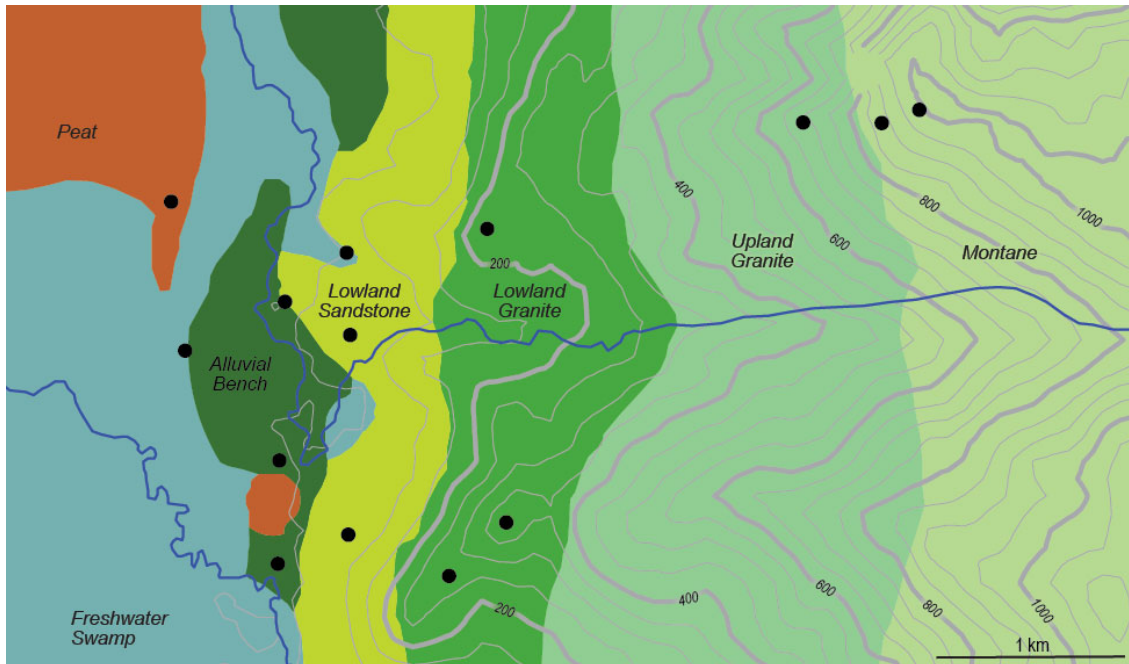 Peat
400
800
1000
600
Upland
Granite
Montane
200
Lowland
Sandstone
Lowland
Granite
Alluvial
Bench
Freshwater
Swamp
200
400
600
800
1000
1 km